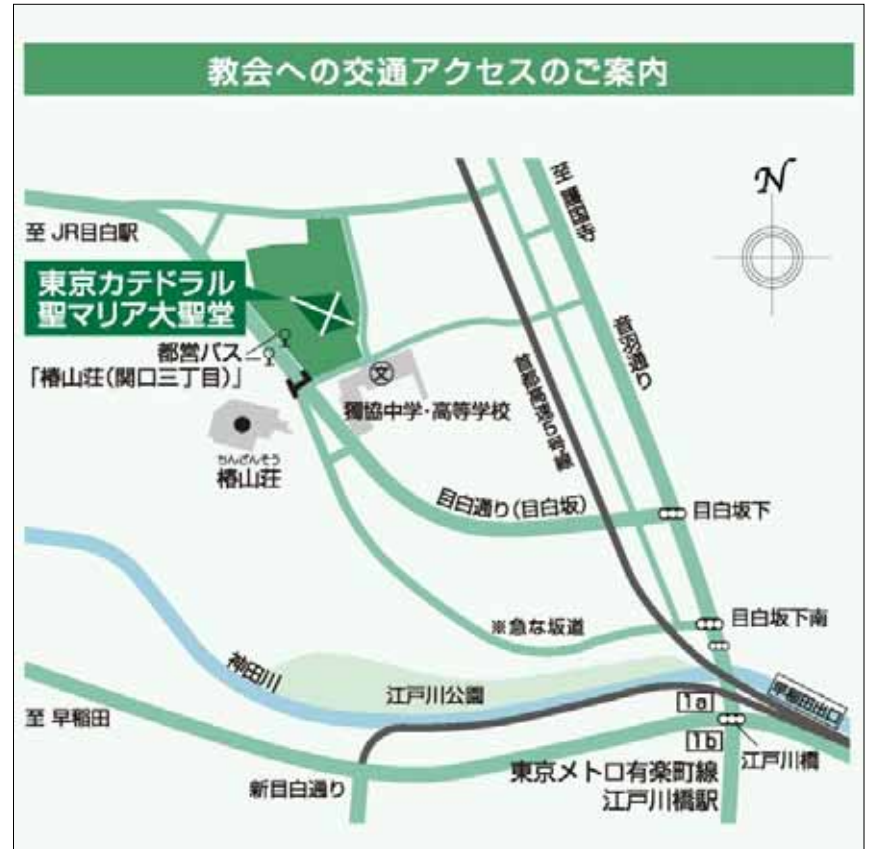 教会への交通アクセスのご案内
N
至 護国寺
至 JR目白駅
東京カテドラル
聖マリア大聖堂
都営バス
「椿山荘(関口三丁目)」
文
獨協中学・高等学校
ちんざんそう
椿山荘
音羽通り
首都高速5号線
目白通り(目白坂)
目白坂下
※急な坂道
目白坂下南
神田川
江戸川公園
早稲田出口
至 早稲田
1a
1b
江戸川橋
新目白通り
東京メトロ有楽町線
江戸川橋駅